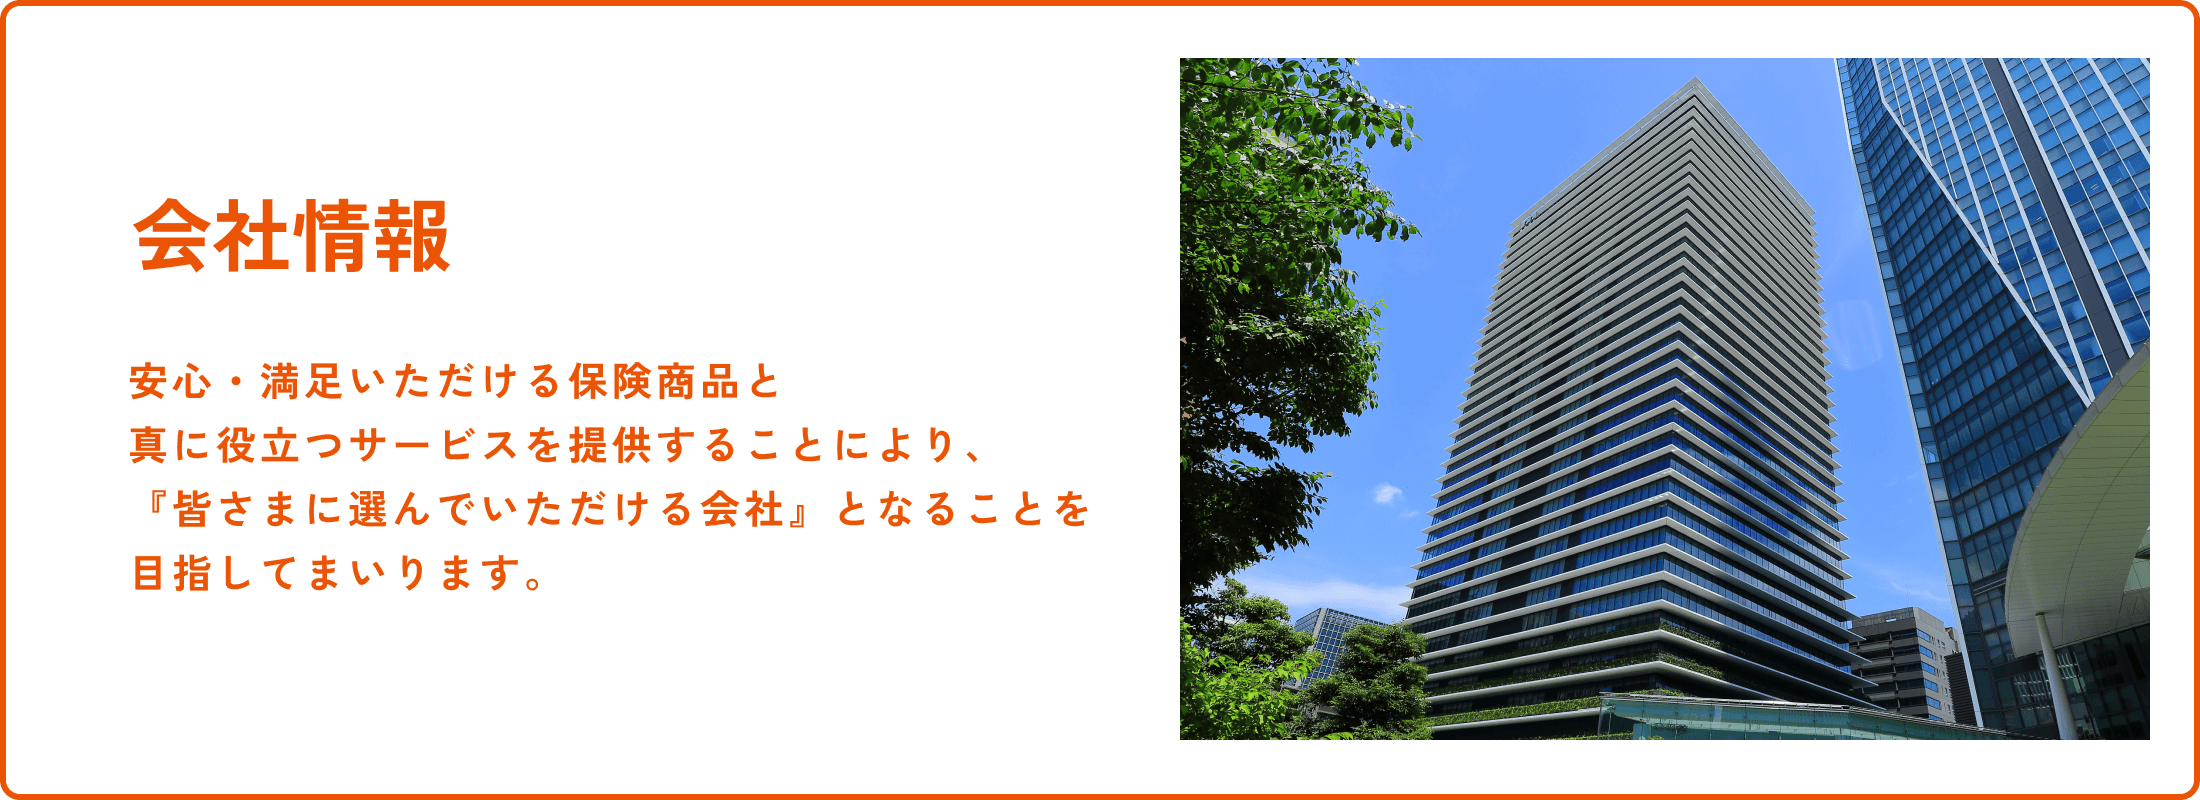 会社情報
安心・満足いただける保険商品と
真に役立つサービスを提供することにより、
『皆さまに選んでいただける会社』となることを
目指してまいります。